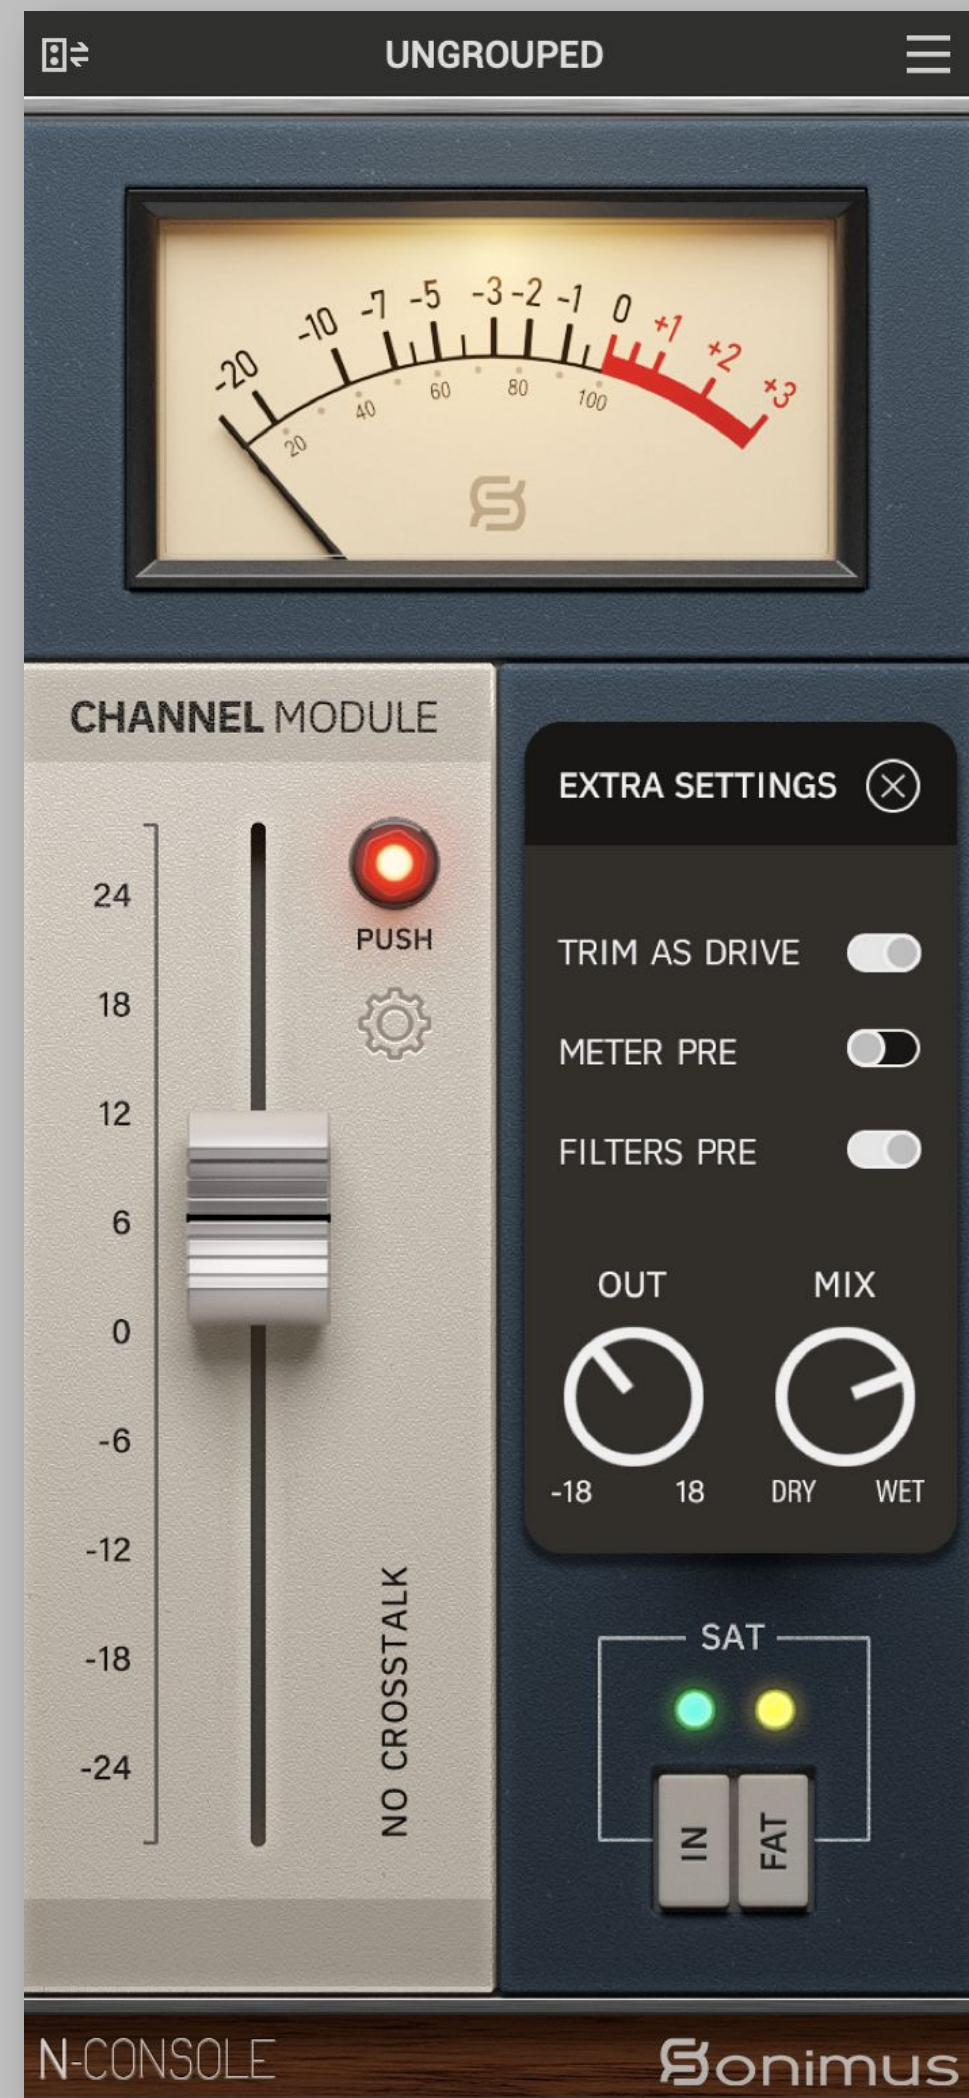 UNGROUPED
-20 -10 -7 -5 -3 -2 -1 0 +1 +2 +3
20 40 60 80 100
CHANNEL MODULE
PUSH
24
18
12
6
0
-6
-12
-18
-24
NO CROSSTALK
EXTRA SETTINGS
TRIM AS DRIVE
METER PRE
FILTERS PRE
OUT MIX
-18 18 DRY WET
SAT
IN FAT
N-CONSOLE
Sonimus